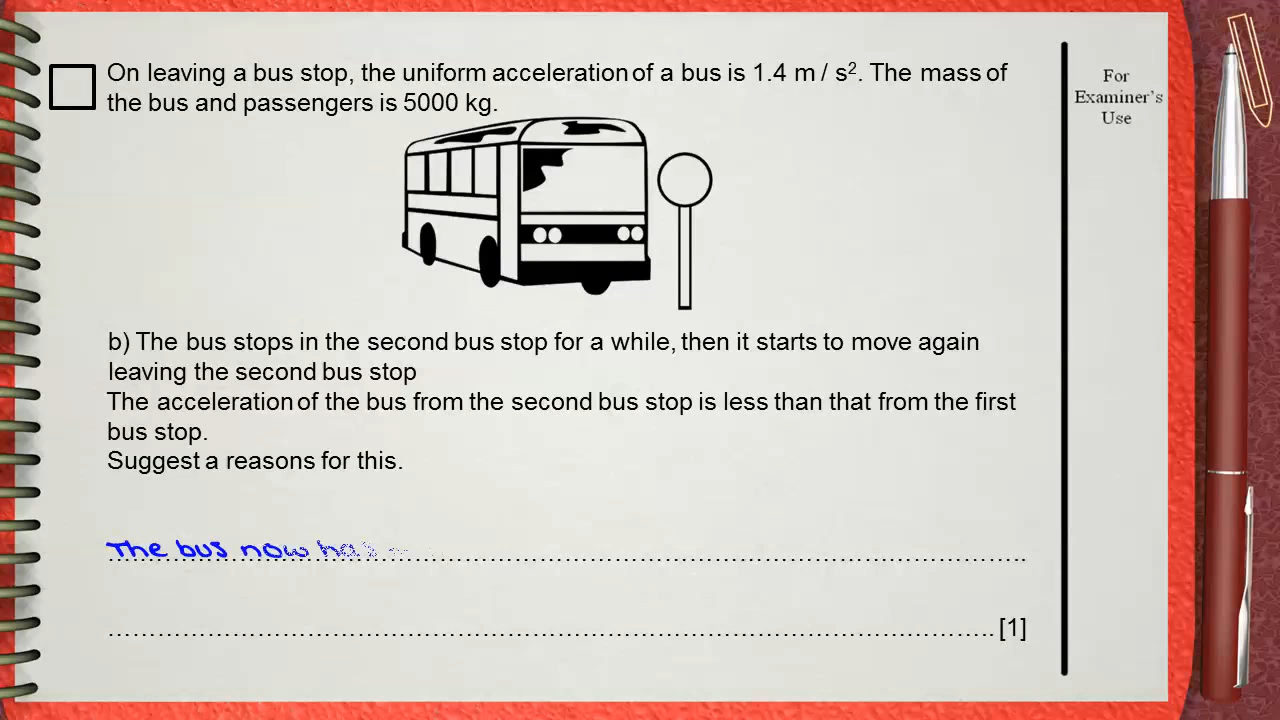 On leaving a bus stop, the uniform acceleration of a bus is 1.4 m / s². The mass of
the bus and passengers is 5000 kg.
For
Examiner's
Use
b) The bus stops in the second bus stop for a while, then it starts to move again
leaving the second bus stop
The acceleration of the bus from the second bus stop is less than that from the first
bus stop.
Suggest a reasons for this.
The bus now has
[1]